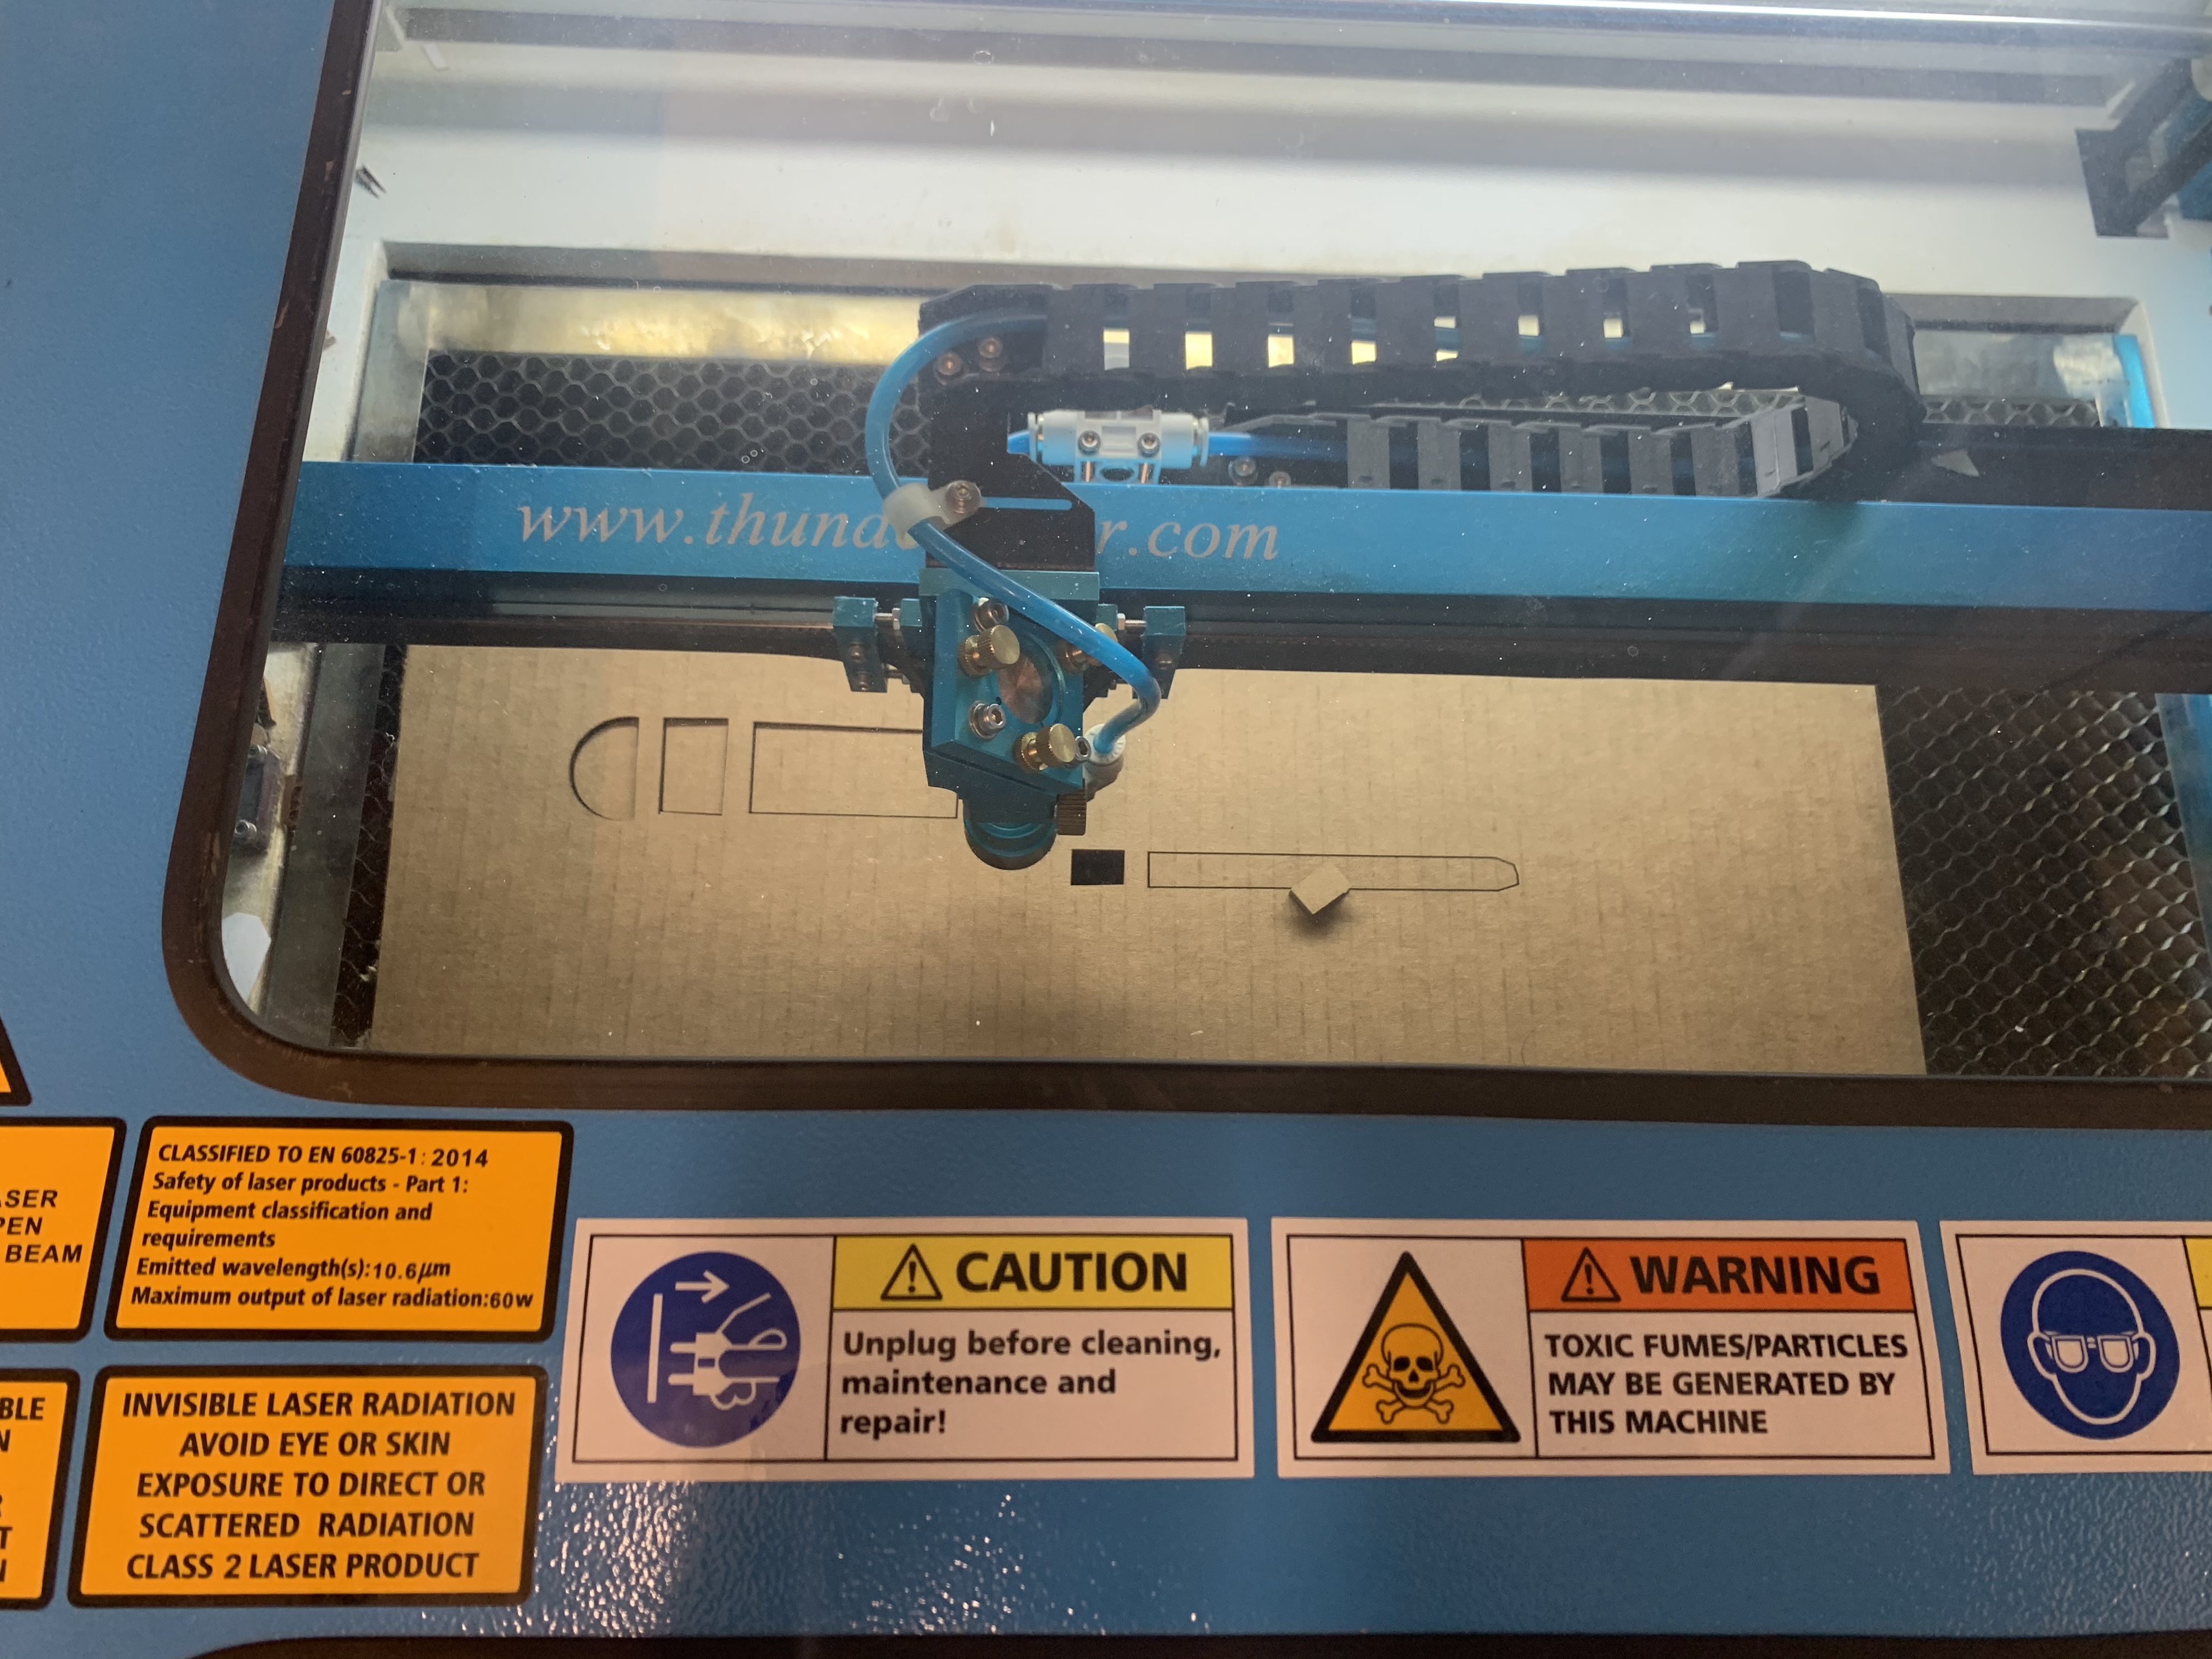 ASER
PEN
BEAM
CLASSIFIED TO EN 60825-1 : 2014
Safety of laser products - Part 1:
Equipment classification and
requirements
Emitted wavelength(s):10.6μm
Maximum output of laser radiation:60w
INVISIBLE LASER RADIATION
AVOID EYE OR SKIN
EXPOSURE TO DIRECT OR
SCATTERED RADIATION
CLASS 2 LASER PRODUCT
CAUTION
Unplug before cleaning,
maintenance and
repair!
WARNING
TOXIC FUMES/PARTICLES
MAY BE GENERATED BY
THIS MACHINE
www.thund r.com